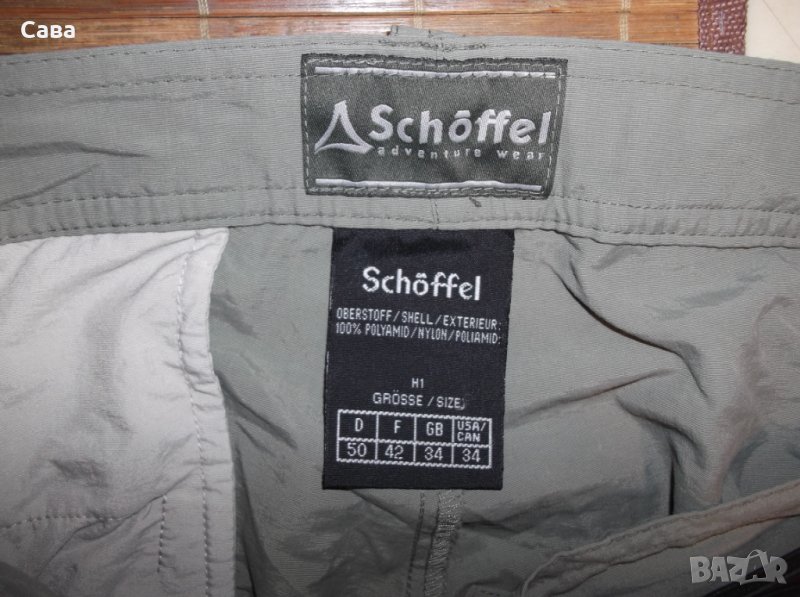 Сава
Schöffel
adventure wear
Schöffel
OBERSTOFF/SHELL/EXTERIEUR:
100% POLYAMID/NYLON/POLIAMID:
H1
GRÖSSE/SIZE:
D F GB USA/CAN
50 42 34 34
BAZAR